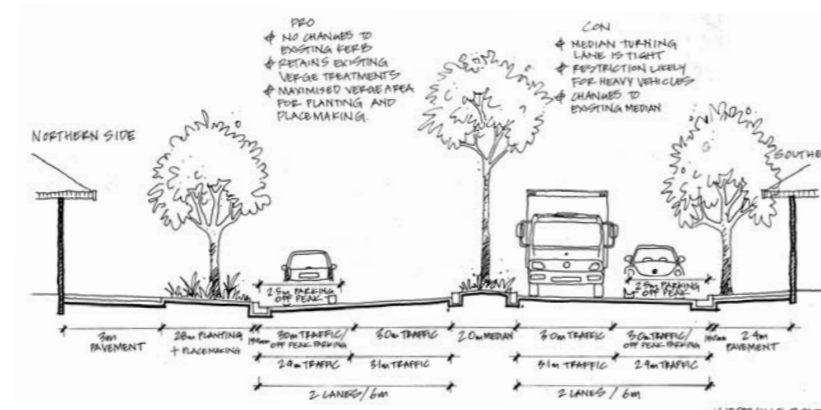 PRO
NO CHANGES TO
EXISTING KERB
RETAINS EXISTING
VERGE TREATMENTS
MAXIMISED VERGE AREA
FOR PLANTING AND
PLACEMAKING.
CON
MEDIAN TURNING
LANE IS TIGHT
RESTRICTION LIKELY
FOR HEAVY VEHICLES
CHANGES TO
EXISTING MEDIAN
NORTHERN SIDE
SOUTHE
2.5m PARKING
OFF PEAK
2.5m PARKING
OFF PEAK
3m
PAVEMENT
2.8m PLANTING
+ PLACEMAKING
3.0m TRAFFIC/
OFF PEAK PARKING
3.0m TRAFFIC
2.0m MEDIAN
3.0m TRAFFIC
3.0m TRAFFIC/
OFF PEAK PARKING
2.4m
PAVEMENT
2.9m TRAFFIC
3.1m TRAFFIC
3.1m TRAFFIC
2.9m TRAFFIC
2 LANES/6m
2 LANES / 6m